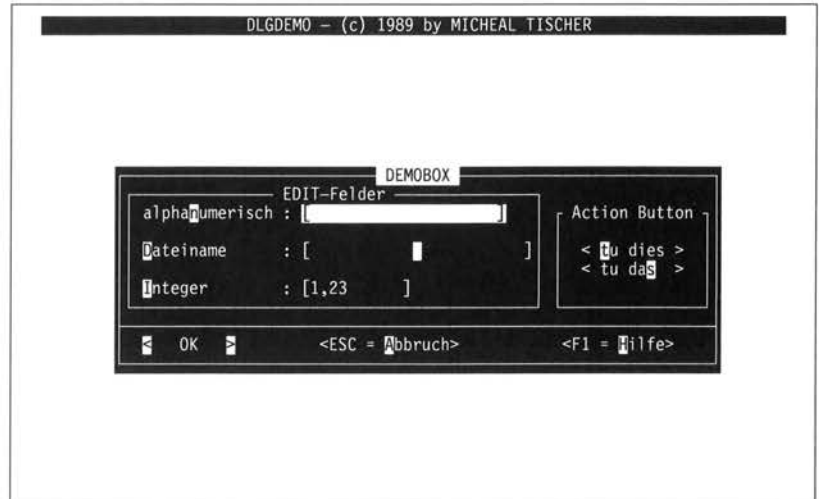 DLGDEMO – (c) 1989 by MICHEAL TISCHER
DEMOBOX
EDIT–Felder
alphanumerisch : [ ]
Action Button
Dateiname : [ ]
< tu dies >
< tu das >
Integer : [1,23 ]
< OK >
<ESC = Abbruch>
<F1 = Hilfe>